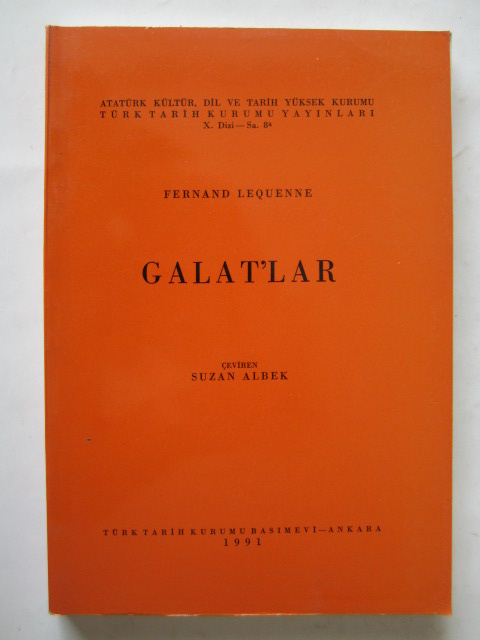 ATATÜRK KÜLTÜR, DİL VE TARİH YÜKSEK KURUMU
TÜRK TARİH KURUMU YAYINLARI
X. Dizi — Sa. 8ᵃ
FERNAND LEQUENNE
GALAT'LAR
ÇEVİREN
SUZAN ALBEK
TÜRK TARİH KURUMU BASIMEVİ — ANKARA
1991